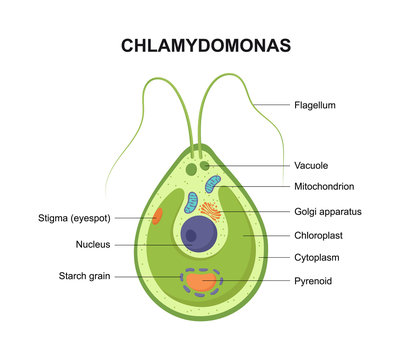 CHLAMYDOMONAS
Flagellum
Vacuole
Mitochondrion
Golgi apparatus
Stigma (eyespot)
Chloroplast
Nucleus
Cytoplasm
Starch grain
Pyrenoid